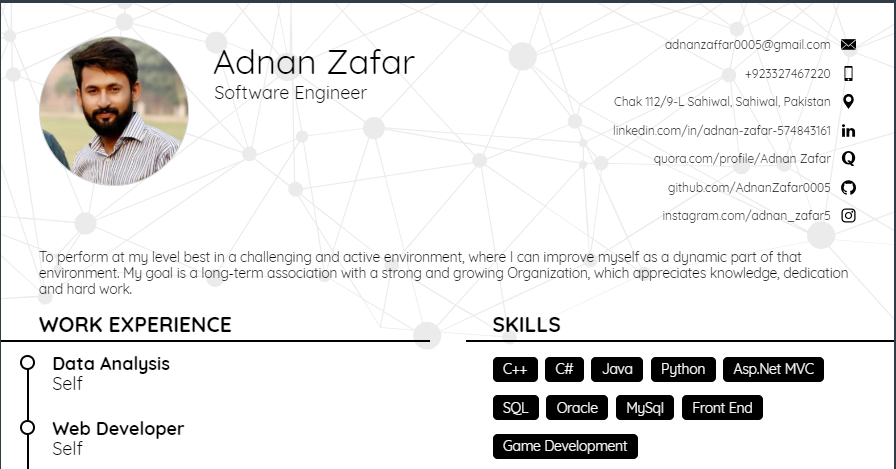 Adnan Zafar
Software Engineer
adnanzaffar0005@gmail.com
+923327467220
Chak 112/9-L Sahiwal, Sahiwal, Pakistan
linkedin.com/in/adnan-zafar-574843161
quora.com/profile/Adnan Zafar
github.com/AdnanZafar0005
instagram.com/adnan_zafar5
To perform at my level best in a challenging and active environment, where I can improve myself as a dynamic part of that
environment. My goal is a long-term association with a strong and growing Organization, which appreciates knowledge, dedication
and hard work.
WORK EXPERIENCE
Data Analysis
Self
Web Developer
Self
SKILLS
C++ C# Java Python Asp.Net MVC
SQL Oracle MySql Front End
Game Development